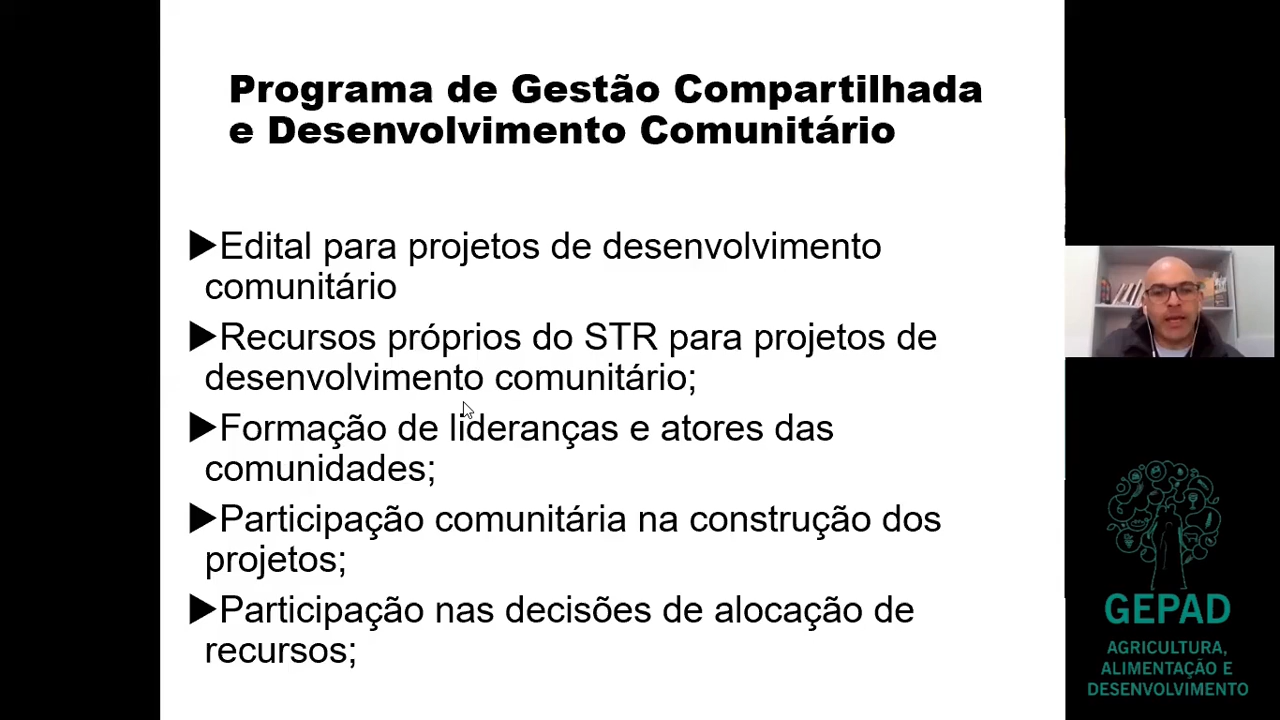 Programa de Gestão Compartilhada
e Desenvolvimento Comunitário
▶Edital para projetos de desenvolvimento
comunitário
▶Recursos próprios do STR para projetos de
desenvolvimento comunitário;
▶Formação de lideranças e atores das
comunidades;
▶Participação comunitária na construção dos
projetos;
▶Participação nas decisões de alocação de
recursos;
GEPAD
AGRICULTURA,
ALIMENTAÇÃO E
DESENVOLVIMENTO